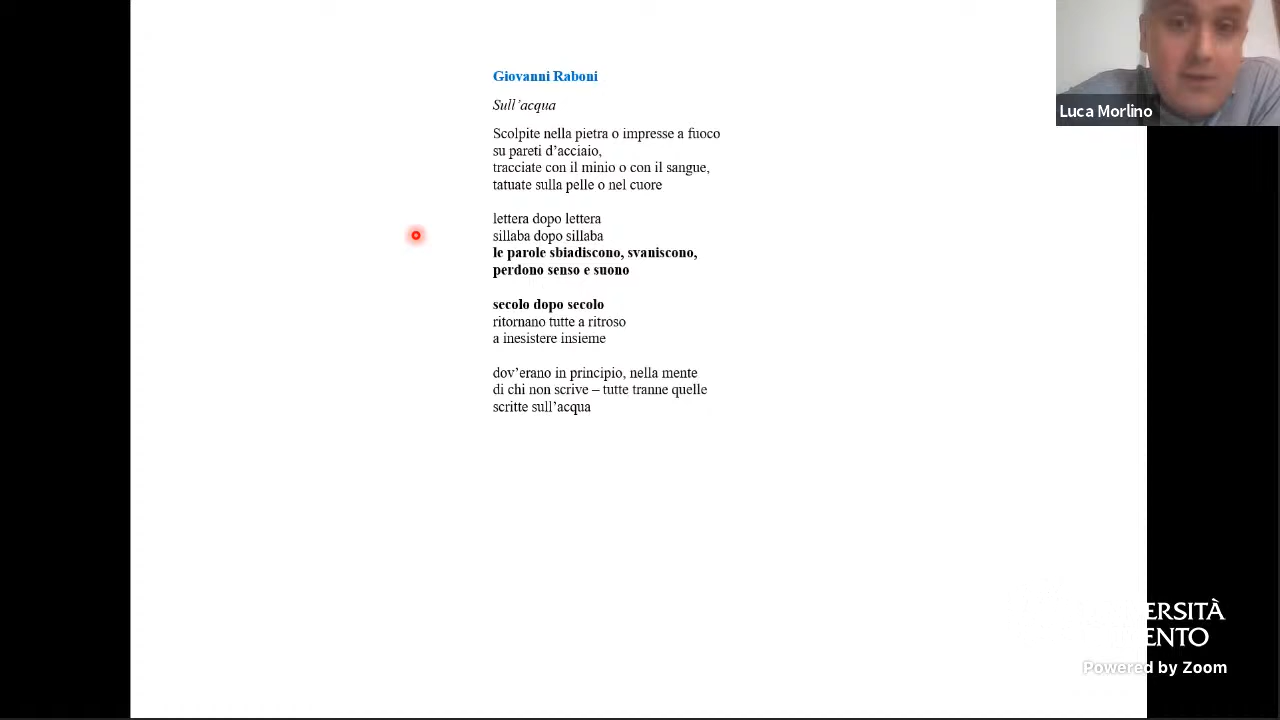 Giovanni Raboni
Sull'acqua
Scolpite nella pietra o impresse a fuoco
su pareti d'acciaio,
tracciate con il minio o con il sangue,
tatuate sulla pelle o nel cuore
lettera dopo lettera
sillaba dopo sillaba
le parole sbiadiscono, svaniscono,
perdono senso e suono
secolo dopo secolo
ritornano tutte a ritroso
a inesistere insieme
dov'erano in principio, nella mente
di chi non scrive – tutte tranne quelle
scritte sull'acqua
Luca Morlino
ERSITÀ
ENTO
Powered by Zoom